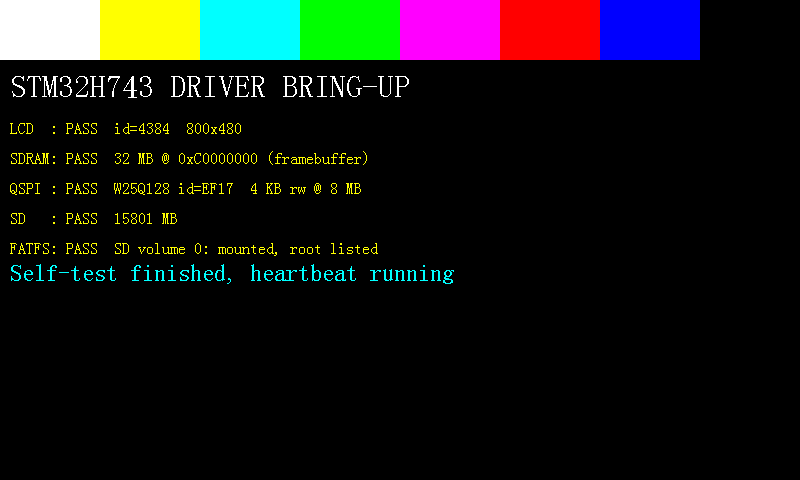 STM32H743 DRIVER BRING-UP
LCD  : PASS  id=4384  800x480
SDRAM: PASS  32 MB @ 0xC0000000 (framebuffer)
QSPI : PASS  W25Q128 id=EF17  4 KB rw @ 8 MB
SD   : PASS  15801 MB
FATFS: PASS  SD volume 0: mounted, root listed
Self-test finished, heartbeat running